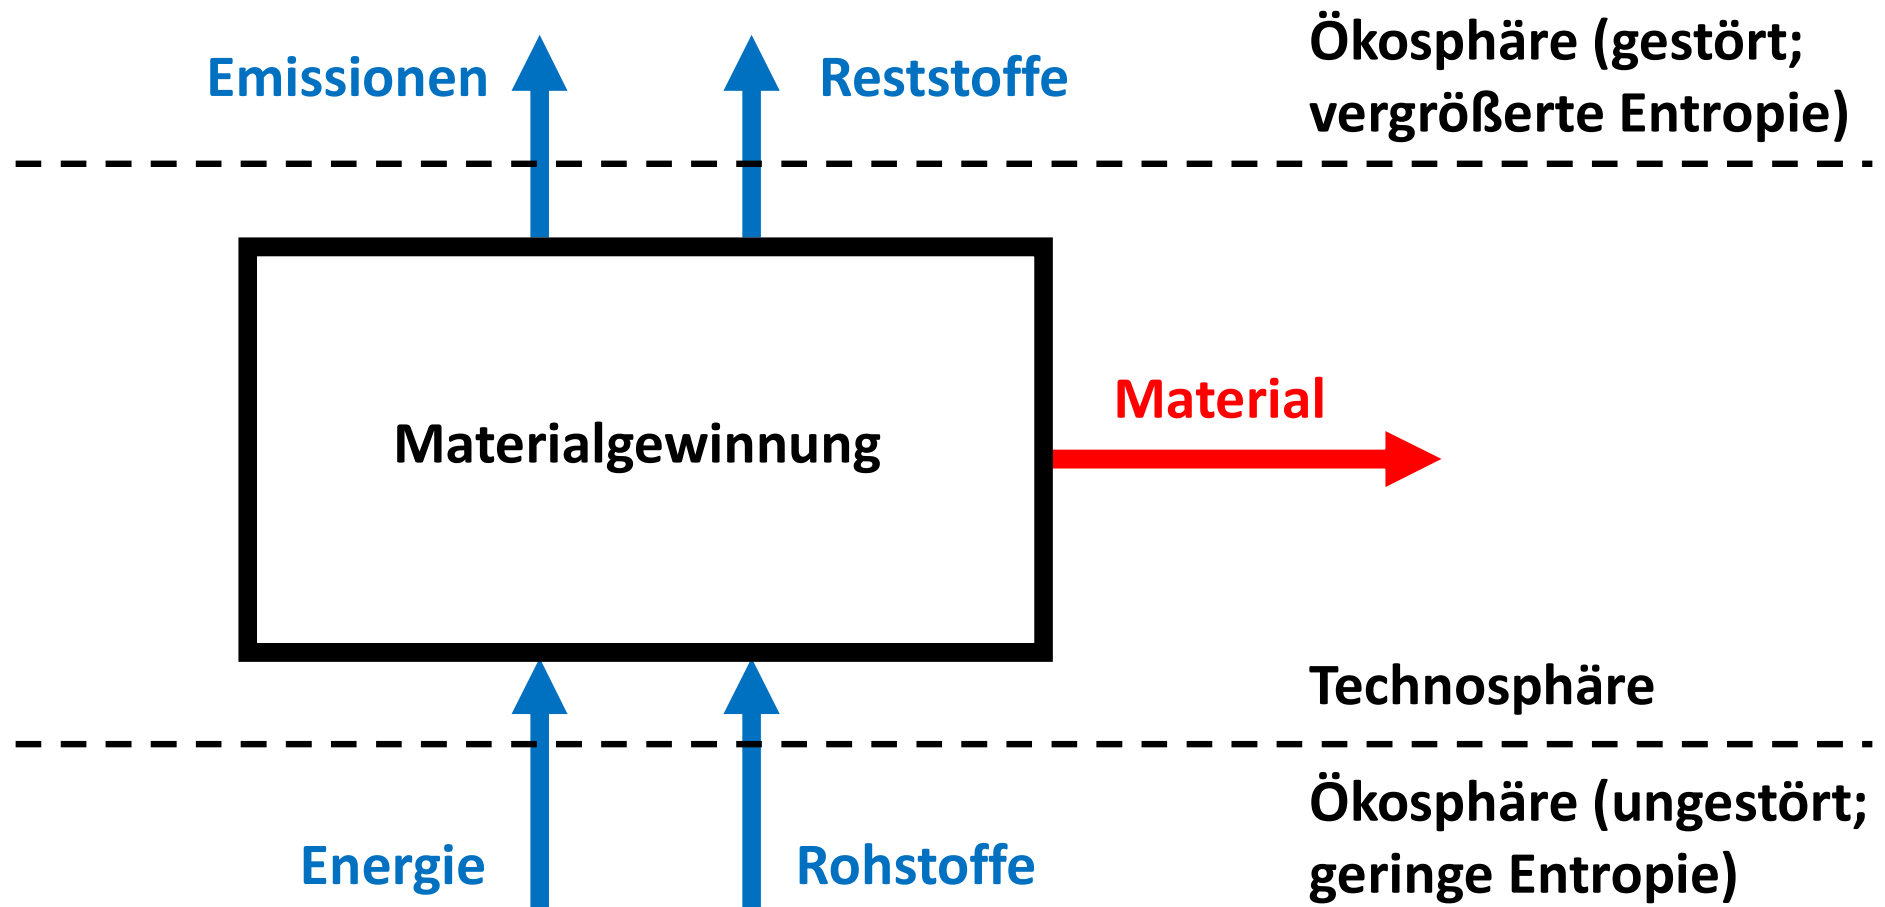 Emissionen
Reststoffe
Ökosphäre (gestört;
vergrößerte Entropie)
Material
Materialgewinnung
Technosphäre
Energie
Rohstoffe
Ökosphäre (ungestört;
geringe Entropie)